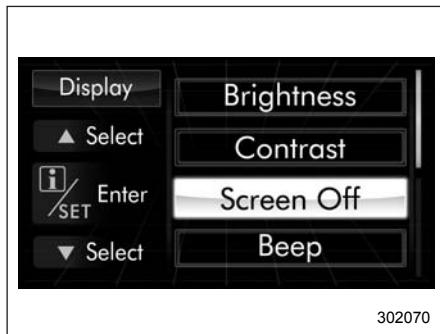 Display
▲ Select
i/SET Enter
▼ Select
Brightness
Contrast
Screen Off
Beep
302070